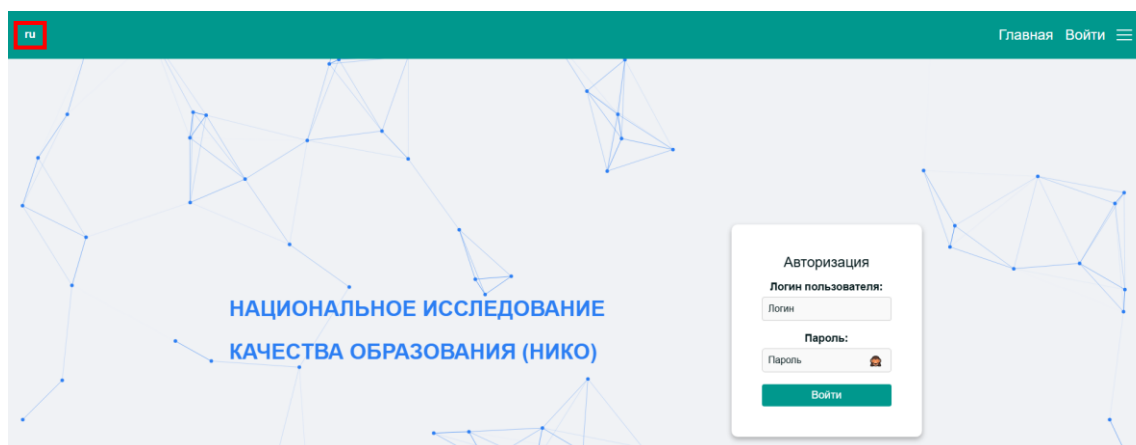 ru
Главная Войти
НАЦИОНАЛЬНОЕ ИССЛЕДОВАНИЕ
КАЧЕСТВА ОБРАЗОВАНИЯ (НИКО)
Авторизация
Логин пользователя:
Логин
Пароль:
Пароль
Войти